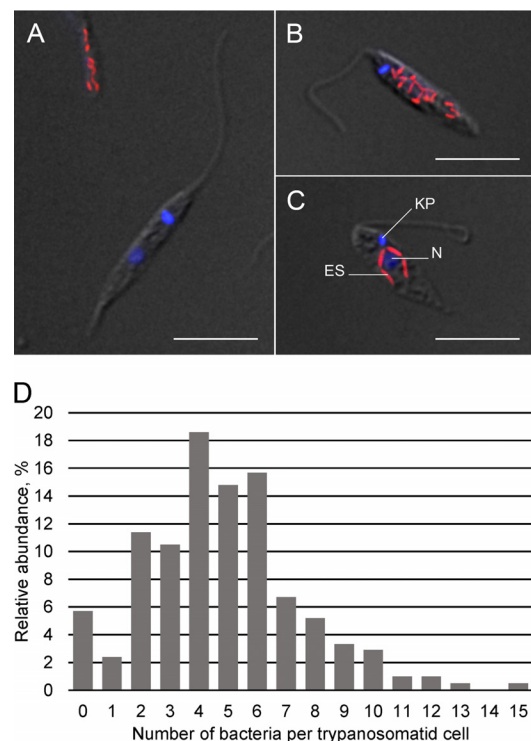 A
B
C
KP
N
ES
D
20
18
16
14
12
10
8
6
4
2
0
Relative abundance, %
0 1 2 3 4 5 6 7 8 9 10 11 12 13 14 15
Number of bacteria per trypanosomatid cell